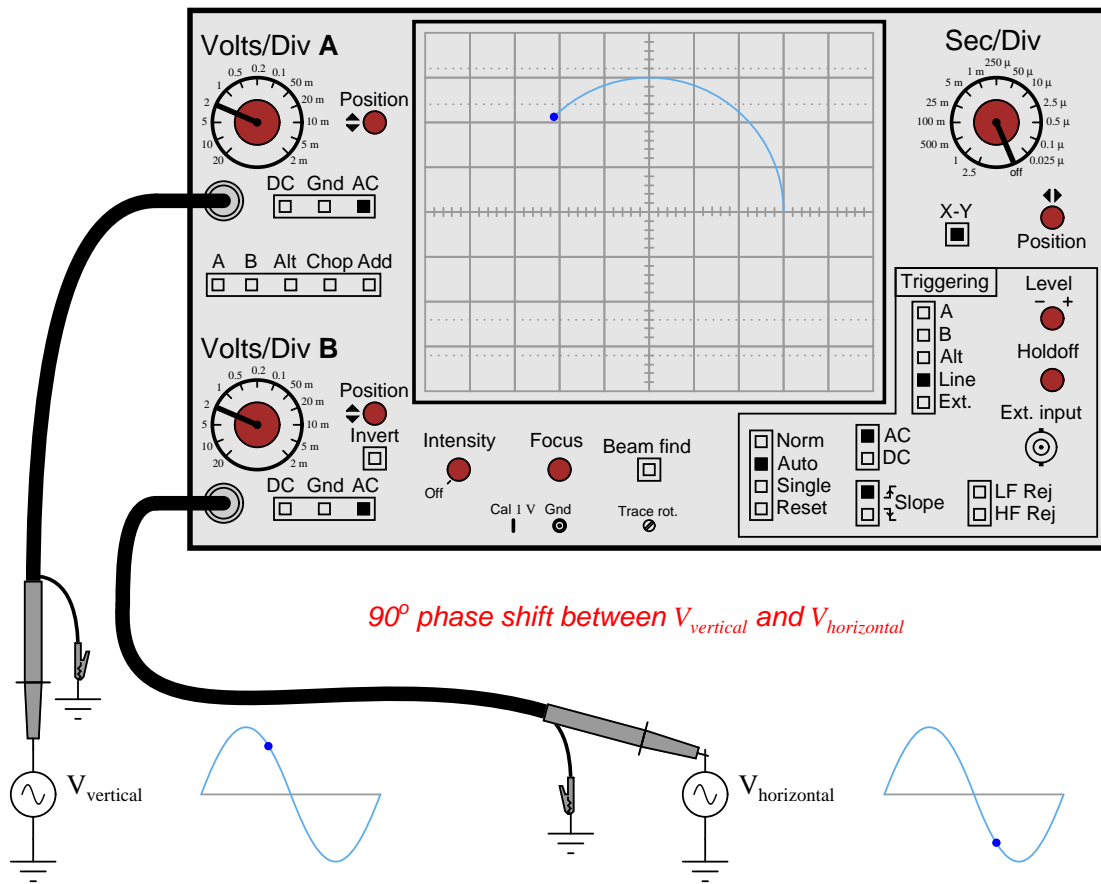 Volts/Div A
0.5 0.2 0.1
1 50 m
2 20 m
5 10 m
10 5 m
20 2 m
Position
DC Gnd AC
A B Alt Chop Add
Volts/Div B
0.5 0.2 0.1
1 50 m
2 20 m
5 10 m
10 5 m
20 2 m
Position
Invert
DC Gnd AC
Intensity
Off
Focus
Beam find
Cal 1 V Gnd Trace rot.
Sec/Div
250 µ
1 m 50 µ
5 m 10 µ
25 m 2.5 µ
100 m 0.5 µ
500 m 0.1 µ
1 0.025 µ
2.5 off
X-Y
Position
Triggering
A
B
Alt
Line
Ext.
Level
− +
Holdoff
Ext. input
Norm
Auto
Single
Reset
AC
DC
Slope
LF Rej
HF Rej
90° phase shift between Vvertical and Vhorizontal
Vvertical
Vhorizontal